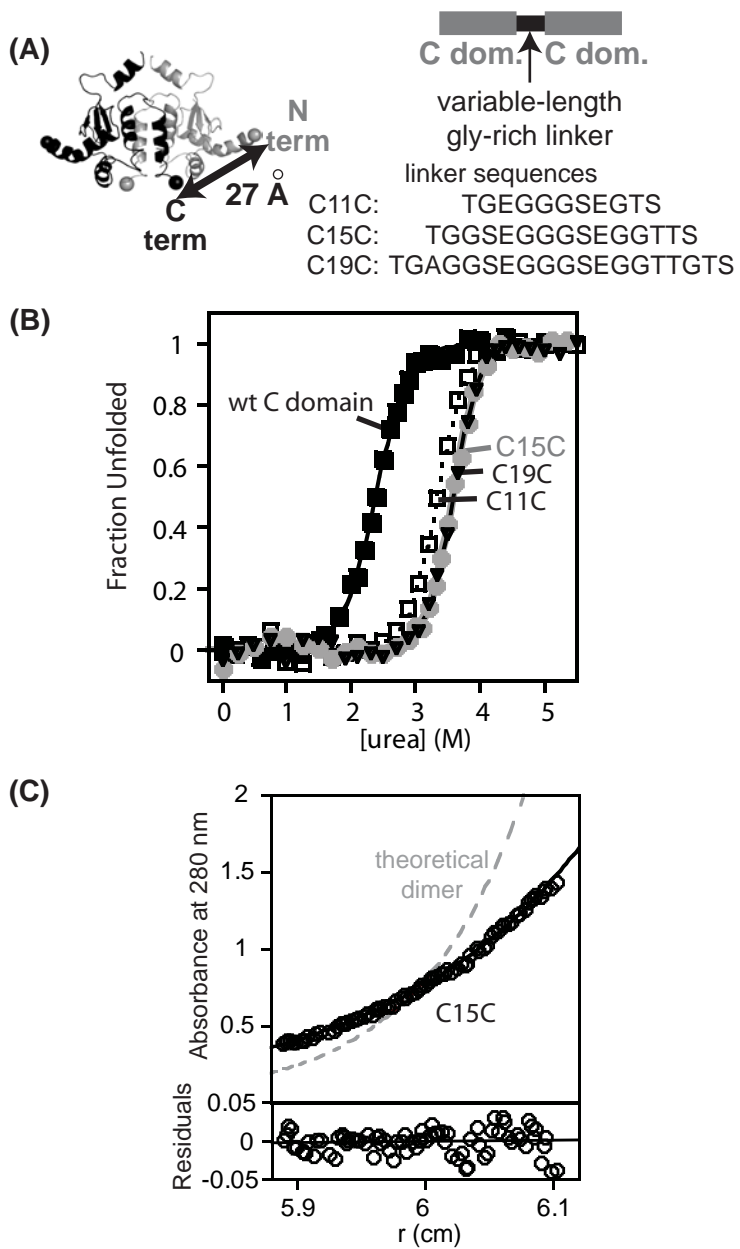 (A)
C dom. C dom.
variable-length
gly-rich linker
N
term
27 Å
C
term
linker sequences
C11C: TGEGGGSEGTS
C15C: TGGSEGGGSEGGTTS
C19C: TGAGGSEGGGSEGGTTGTS
(B)
Fraction Unfolded
1
0.8
0.6
0.4
0.2
0
wt C domain
C15C
C19C
C11C
0 1 2 3 4 5
[urea] (M)
(C)
Absorbance at 280 nm
2
1.5
1
0.5
theoretical
dimer
C15C
Residuals
0.05
0
-0.05
5.9 6 6.1
r (cm)